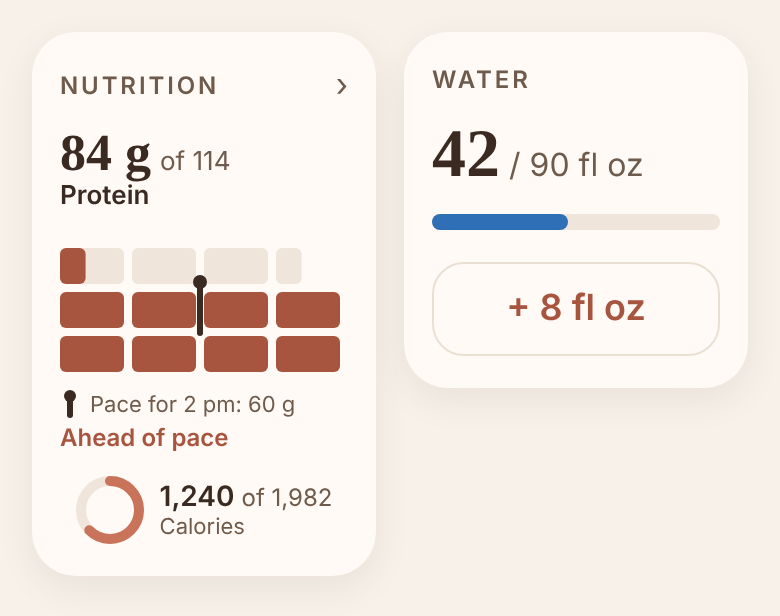 NUTRITION ›
84 g of 114
Protein
Pace for 2 pm: 60 g
Ahead of pace
1,240 of 1,982
Calories
WATER
42 / 90 fl oz
+ 8 fl oz